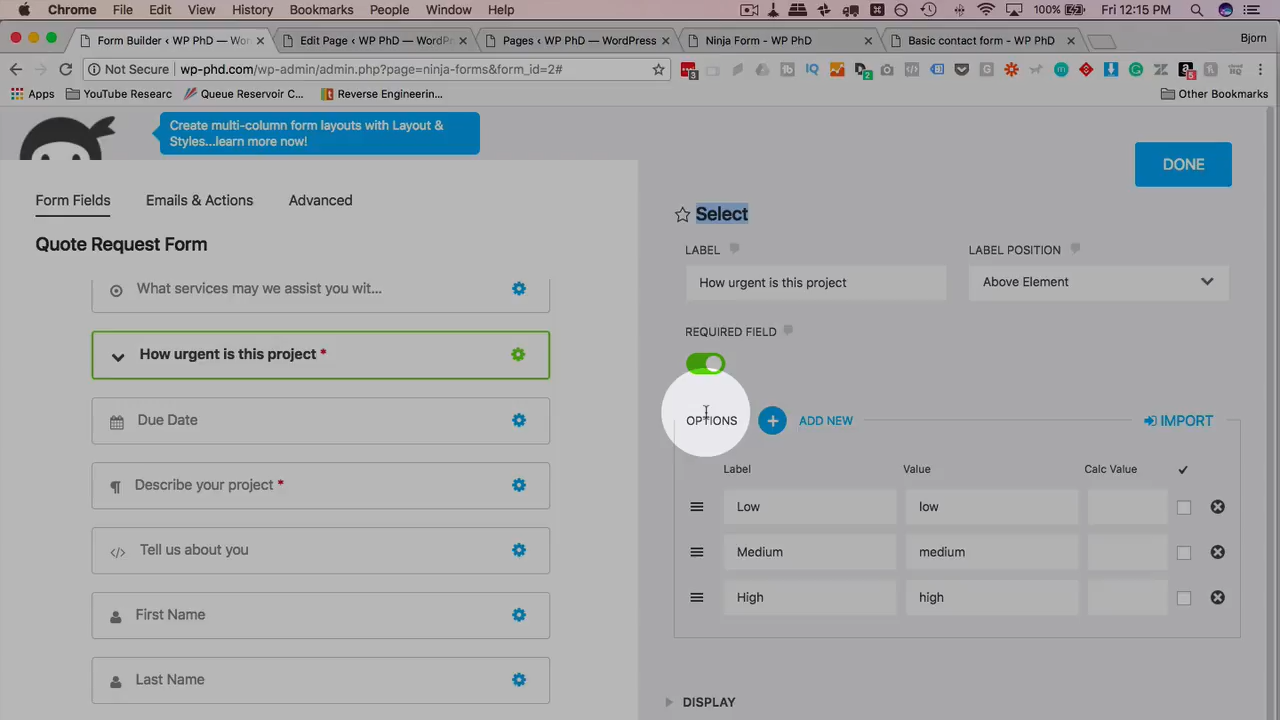 Chrome File Edit View History Bookmarks People Window Help 100% Fri 12:15 PM
Form Builder ‹ WP PhD — Wor Edit Page ‹ WP PhD — WordPr Pages ‹ WP PhD — WordPress Ninja Form - WP PhD Basic contact form - WP PhD Bjorn
Not Secure wp-phd.com/wp-admin/admin.php?page=ninja-forms&form_id=2#
Apps YouTube Researc Queue Reservoir C... Reverse Engineerin... Other Bookmarks
Create multi-column form layouts with Layout &
Styles...learn more now!
DONE
Form Fields Emails & Actions Advanced
Quote Request Form
What services may we assist you wit...
How urgent is this project *
Due Date
Describe your project *
Tell us about you
First Name
Last Name
Select
LABEL LABEL POSITION
How urgent is this project Above Element
REQUIRED FIELD
OPTIONS + ADD NEW IMPORT
Label Value Calc Value
Low low
Medium medium
High high
DISPLAY